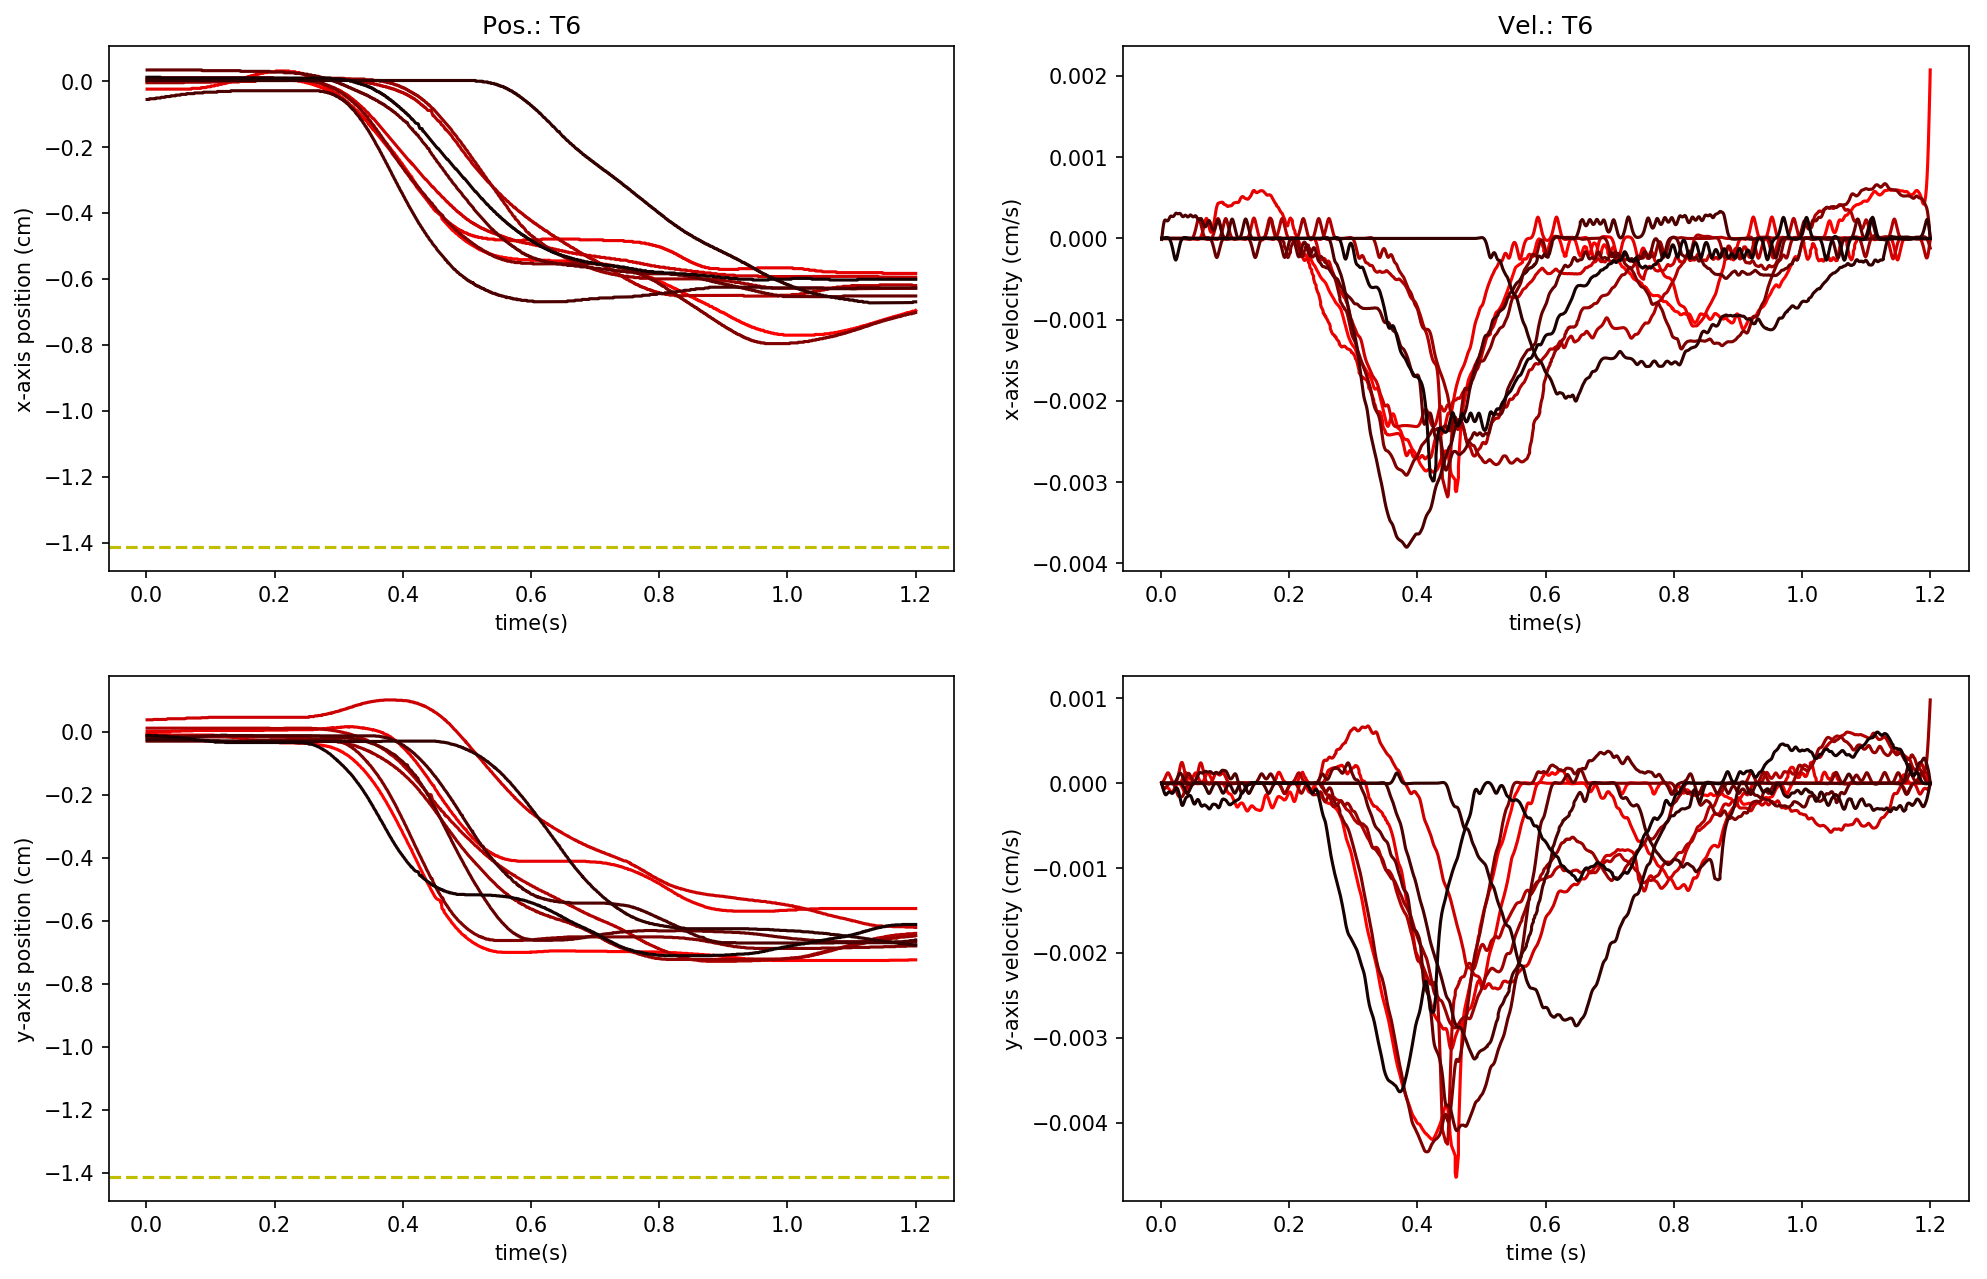 Pos.: T6
Vel.: T6
x-axis position (cm)
0.0
−0.2
−0.4
−0.6
−0.8
−1.0
−1.2
−1.4
0.0 0.2 0.4 0.6 0.8 1.0 1.2
time(s)
x-axis velocity (cm/s)
0.002
0.001
0.000
−0.001
−0.002
−0.003
−0.004
0.0 0.2 0.4 0.6 0.8 1.0 1.2
time(s)
y-axis position (cm)
0.0
−0.2
−0.4
−0.6
−0.8
−1.0
−1.2
−1.4
0.0 0.2 0.4 0.6 0.8 1.0 1.2
time(s)
y-axis velocity (cm/s)
0.001
0.000
−0.001
−0.002
−0.003
−0.004
0.0 0.2 0.4 0.6 0.8 1.0 1.2
time (s)